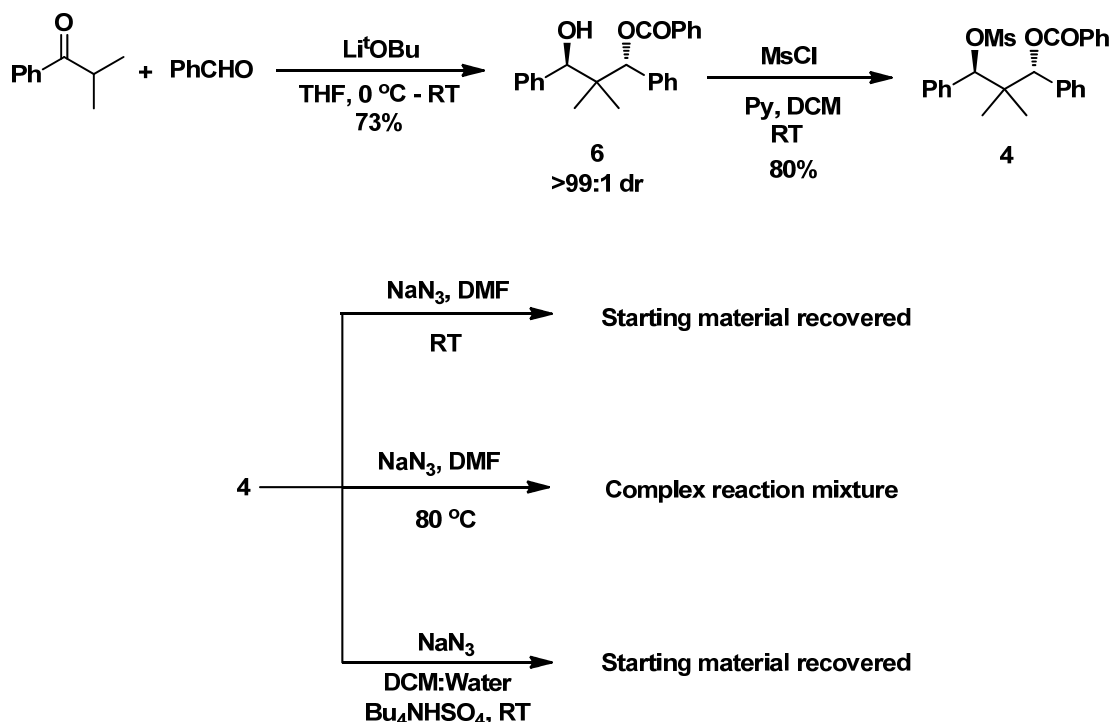 O
Ph
+
PhCHO
LiᵗOBu
THF, 0 ᵒC - RT
73%
OH
OCOPh
Ph
Ph
6
>99:1 dr
MsCl
Py, DCM
RT
80%
OMs
OCOPh
Ph
Ph
4
4
NaN₃, DMF
RT
Starting material recovered
NaN₃, DMF
80 ᵒC
Complex reaction mixture
NaN₃
DCM:Water
Bu₄NHSO₄, RT
Starting material recovered